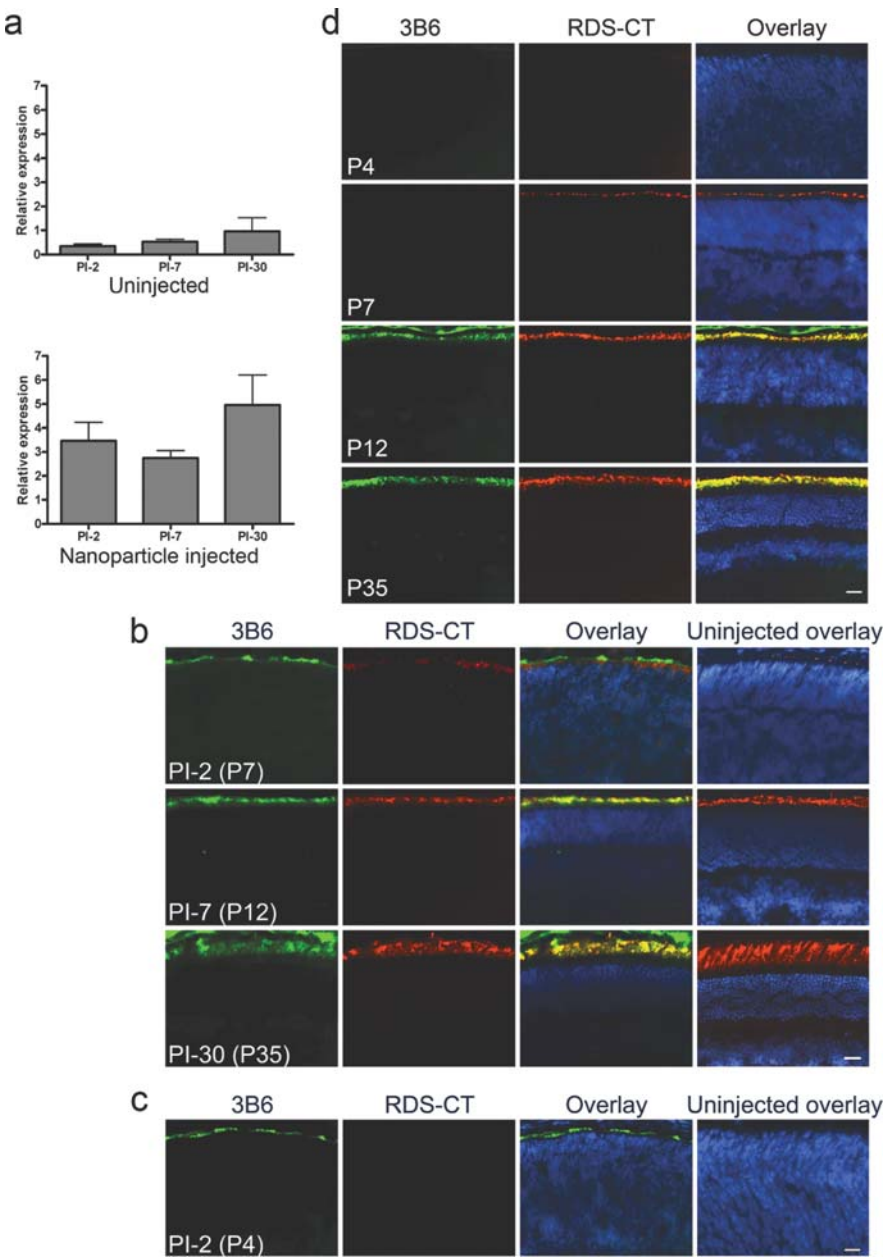 a
Relative expression
7
6
5
4
3
2
1
0
PI-2 PI-7 PI-30
Uninjected
Relative expression
7
6
5
4
3
2
1
0
PI-2 PI-7 PI-30
Nanoparticle injected
d
3B6 RDS-CT Overlay
P4
P7
P12
P35
b
3B6 RDS-CT Overlay Uninjected overlay
PI-2 (P7)
PI-7 (P12)
PI-30 (P35)
c
3B6 RDS-CT Overlay Uninjected overlay
PI-2 (P4)